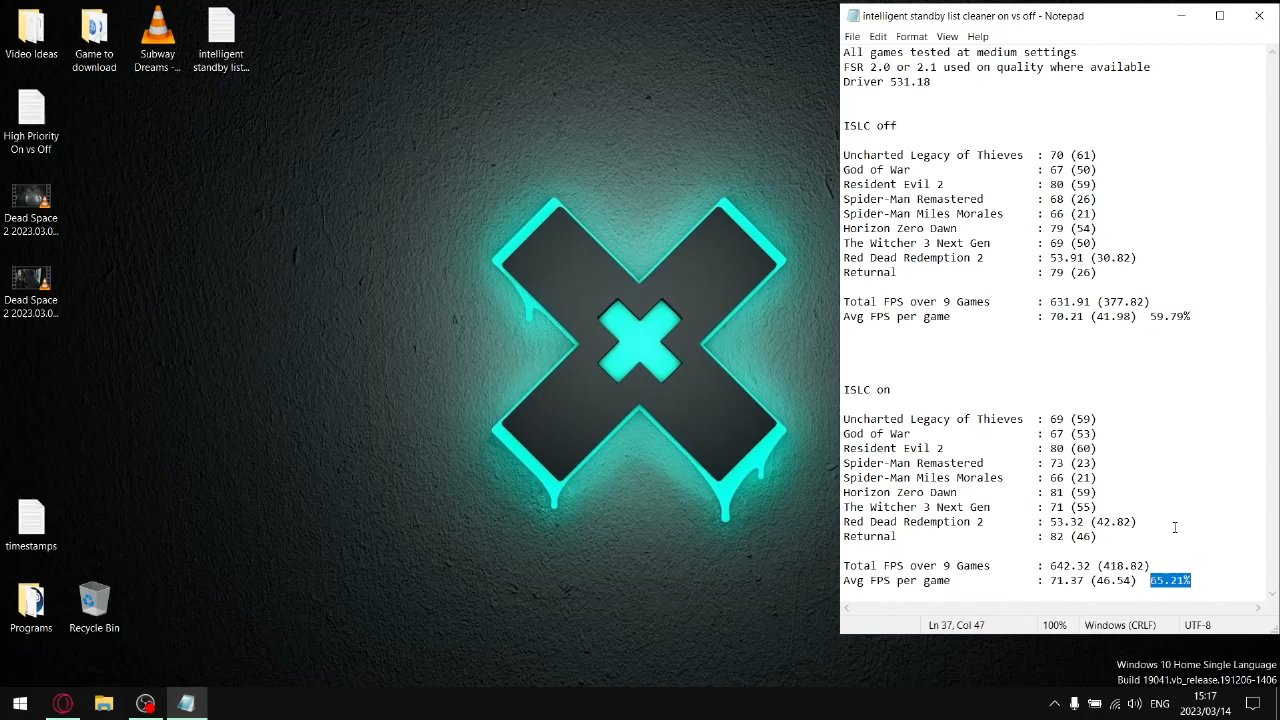 Video Ideas
Game to
download
Subway
Dreams -...
intelligent
standby list...
High Priority
On vs Off
Dead Space
2 2023.03.0...
Dead Space
2 2023.03.0...
timestamps
Programs
Recycle Bin
intelligent standby list cleaner on vs off - Notepad
File Edit Format View Help
All games tested at medium settings
FSR 2.0 or 2.1 used on quality where available
Driver 531.18
ISLC off
Uncharted Legacy of Thieves : 70 (61)
God of War : 67 (50)
Resident Evil 2 : 80 (59)
Spider-Man Remastered : 68 (26)
Spider-Man Miles Morales : 66 (21)
Horizon Zero Dawn : 79 (54)
The Witcher 3 Next Gen : 69 (50)
Red Dead Redemption 2 : 53.91 (30.82)
Returnal : 79 (26)
Total FPS over 9 Games : 631.91 (377.82)
Avg FPS per game : 70.21 (41.98) 59.79%
ISLC on
Uncharted Legacy of Thieves : 69 (59)
God of War : 67 (53)
Resident Evil 2 : 80 (60)
Spider-Man Remastered : 73 (23)
Spider-Man Miles Morales : 66 (21)
Horizon Zero Dawn : 81 (59)
The Witcher 3 Next Gen : 71 (55)
Red Dead Redemption 2 : 53.32 (42.82)
Returnal : 82 (46)
Total FPS over 9 Games : 642.32 (418.82)
Avg FPS per game : 71.37 (46.54) 65.21%
Ln 37, Col 47 100% Windows (CRLF) UTF-8
Windows 10 Home Single Language
Build 19041.vb_release.191206-1406
ENG
15:17
2023/03/14